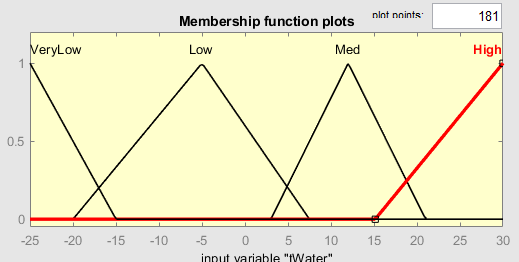 Membership function plots plot points: 181
VeryLow Low Med High
1
0.5
0
-25 -20 -15 -10 -5 0 5 10 15 20 25 30
input variable "fWater"